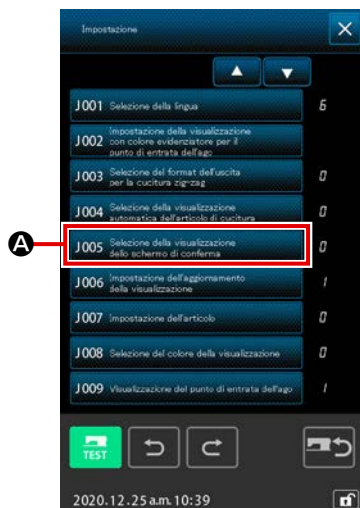 Impostazione
J001 Selezione della lingua 6
J002 Impostazione della visualizzazione
con colore evidenziatore per il
punto di entrata dell'ago
J003 Selezione del format dell'uscita
per la cucitura zig-zag 0
J004 Selezione della visualizzazione
automatica dell'articolo di cucitura 0
A
J005 Selezione della visualizzazione
dello schermo di conferma 0
J006 Impostazione dell'aggiornamento
della visualizzazione 1
J007 Impostazione dell'articolo 0
J008 Selezione del colore della visualizzazione 0
J009 Visualizzazione del punto di entrata dell'ago 1
TEST
2020.12.25 a.m. 10:39